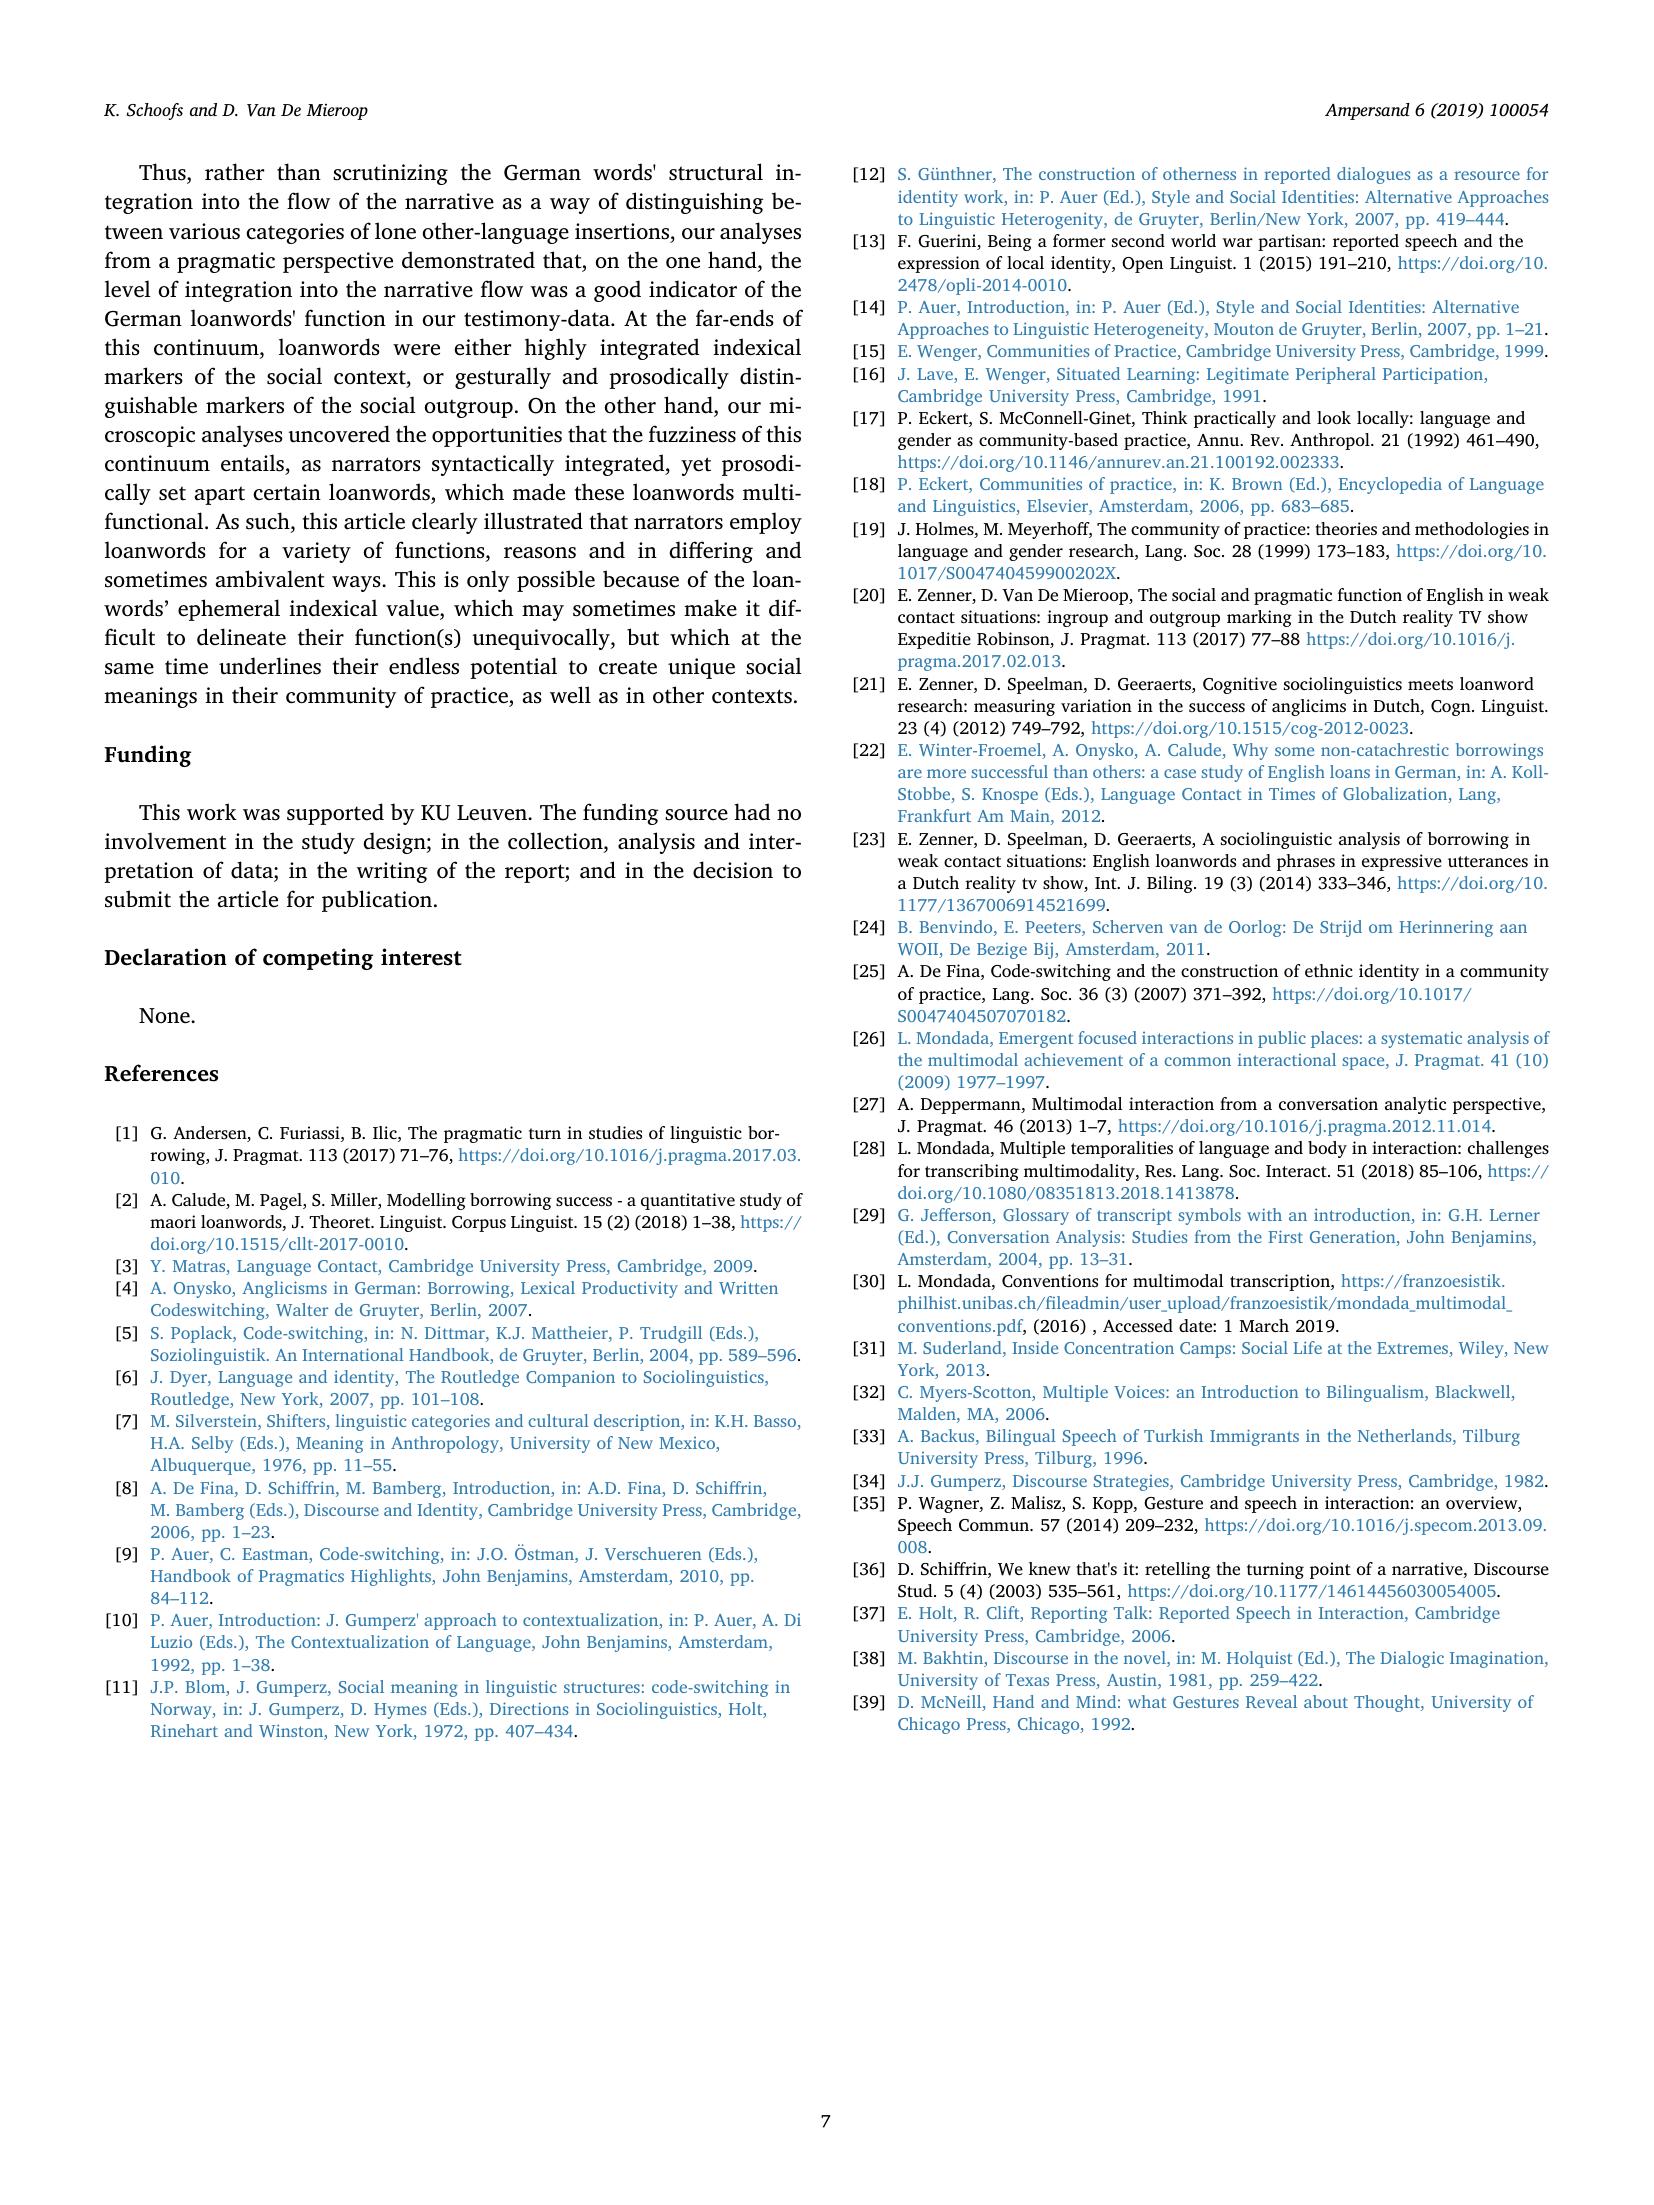 K. Schoofs and D. Van De Mieroop
Ampersand 6 (2019) 100054
Thus, rather than scrutinizing the German words' structural in-
tegration into the flow of the narrative as a way of distinguishing be-
tween various categories of lone other-language insertions, our analyses
from a pragmatic perspective demonstrated that, on the one hand, the
level of integration into the narrative flow was a good indicator of the
German loanwords' function in our testimony-data. At the far-ends of
this continuum, loanwords were either highly integrated indexical
markers of the social context, or gesturally and prosodically distin-
guishable markers of the social outgroup. On the other hand, our mi-
croscopic analyses uncovered the opportunities that the fuzziness of this
continuum entails, as narrators syntactically integrated, yet prosodi-
cally set apart certain loanwords, which made these loanwords multi-
functional. As such, this article clearly illustrated that narrators employ
loanwords for a variety of functions, reasons and in differing and
sometimes ambivalent ways. This is only possible because of the loan-
words’ ephemeral indexical value, which may sometimes make it dif-
ficult to delineate their function(s) unequivocally, but which at the
same time underlines their endless potential to create unique social
meanings in their community of practice, as well as in other contexts.
Funding
This work was supported by KU Leuven. The funding source had no
involvement in the study design; in the collection, analysis and inter-
pretation of data; in the writing of the report; and in the decision to
submit the article for publication.
Declaration of competing interest
None.
References
[1] G. Andersen, C. Furiassi, B. Ilic, The pragmatic turn in studies of linguistic bor-
rowing, J. Pragmat. 113 (2017) 71–76, https://doi.org/10.1016/j.pragma.2017.03.
010.
[2] A. Calude, M. Pagel, S. Miller, Modelling borrowing success - a quantitative study of
maori loanwords, J. Theoret. Linguist. Corpus Linguist. 15 (2) (2018) 1–38, https://
doi.org/10.1515/cllt-2017-0010.
[3] Y. Matras, Language Contact, Cambridge University Press, Cambridge, 2009.
[4] A. Onysko, Anglicisms in German: Borrowing, Lexical Productivity and Written
Codeswitching, Walter de Gruyter, Berlin, 2007.
[5] S. Poplack, Code-switching, in: N. Dittmar, K.J. Mattheier, P. Trudgill (Eds.),
Soziolinguistik. An International Handbook, de Gruyter, Berlin, 2004, pp. 589–596.
[6] J. Dyer, Language and identity, The Routledge Companion to Sociolinguistics,
Routledge, New York, 2007, pp. 101–108.
[7] M. Silverstein, Shifters, linguistic categories and cultural description, in: K.H. Basso,
H.A. Selby (Eds.), Meaning in Anthropology, University of New Mexico,
Albuquerque, 1976, pp. 11–55.
[8] A. De Fina, D. Schiffrin, M. Bamberg, Introduction, in: A.D. Fina, D. Schiffrin,
M. Bamberg (Eds.), Discourse and Identity, Cambridge University Press, Cambridge,
2006, pp. 1–23.
[9] P. Auer, C. Eastman, Code-switching, in: J.O. Östman, J. Verschueren (Eds.),
Handbook of Pragmatics Highlights, John Benjamins, Amsterdam, 2010, pp.
84–112.
[10] P. Auer, Introduction: J. Gumperz' approach to contextualization, in: P. Auer, A. Di
Luzio (Eds.), The Contextualization of Language, John Benjamins, Amsterdam,
1992, pp. 1–38.
[11] J.P. Blom, J. Gumperz, Social meaning in linguistic structures: code-switching in
Norway, in: J. Gumperz, D. Hymes (Eds.), Directions in Sociolinguistics, Holt,
Rinehart and Winston, New York, 1972, pp. 407–434.
[12] S. Günthner, The construction of otherness in reported dialogues as a resource for
identity work, in: P. Auer (Ed.), Style and Social Identities: Alternative Approaches
to Linguistic Heterogenity, de Gruyter, Berlin/New York, 2007, pp. 419–444.
[13] F. Guerini, Being a former second world war partisan: reported speech and the
expression of local identity, Open Linguist. 1 (2015) 191–210, https://doi.org/10.
2478/opli-2014-0010.
[14] P. Auer, Introduction, in: P. Auer (Ed.), Style and Social Identities: Alternative
Approaches to Linguistic Heterogeneity, Mouton de Gruyter, Berlin, 2007, pp. 1–21.
[15] E. Wenger, Communities of Practice, Cambridge University Press, Cambridge, 1999.
[16] J. Lave, E. Wenger, Situated Learning: Legitimate Peripheral Participation,
Cambridge University Press, Cambridge, 1991.
[17] P. Eckert, S. McConnell-Ginet, Think practically and look locally: language and
gender as community-based practice, Annu. Rev. Anthropol. 21 (1992) 461–490,
https://doi.org/10.1146/annurev.an.21.100192.002333.
[18] P. Eckert, Communities of practice, in: K. Brown (Ed.), Encyclopedia of Language
and Linguistics, Elsevier, Amsterdam, 2006, pp. 683–685.
[19] J. Holmes, M. Meyerhoff, The community of practice: theories and methodologies in
language and gender research, Lang. Soc. 28 (1999) 173–183, https://doi.org/10.
1017/S004740459900202X.
[20] E. Zenner, D. Van De Mieroop, The social and pragmatic function of English in weak
contact situations: ingroup and outgroup marking in the Dutch reality TV show
Expeditie Robinson, J. Pragmat. 113 (2017) 77–88 https://doi.org/10.1016/j.
pragma.2017.02.013.
[21] E. Zenner, D. Speelman, D. Geeraerts, Cognitive sociolinguistics meets loanword
research: measuring variation in the success of anglicims in Dutch, Cogn. Linguist.
23 (4) (2012) 749–792, https://doi.org/10.1515/cog-2012-0023.
[22] E. Winter-Froemel, A. Onysko, A. Calude, Why some non-catachrestic borrowings
are more successful than others: a case study of English loans in German, in: A. Koll-
Stobbe, S. Knospe (Eds.), Language Contact in Times of Globalization, Lang,
Frankfurt Am Main, 2012.
[23] E. Zenner, D. Speelman, D. Geeraerts, A sociolinguistic analysis of borrowing in
weak contact situations: English loanwords and phrases in expressive utterances in
a Dutch reality tv show, Int. J. Biling. 19 (3) (2014) 333–346, https://doi.org/10.
1177/1367006914521699.
[24] B. Benvindo, E. Peeters, Scherven van de Oorlog: De Strijd om Herinnering aan
WOII, De Bezige Bij, Amsterdam, 2011.
[25] A. De Fina, Code-switching and the construction of ethnic identity in a community
of practice, Lang. Soc. 36 (3) (2007) 371–392, https://doi.org/10.1017/
S0047404507070182.
[26] L. Mondada, Emergent focused interactions in public places: a systematic analysis of
the multimodal achievement of a common interactional space, J. Pragmat. 41 (10)
(2009) 1977–1997.
[27] A. Deppermann, Multimodal interaction from a conversation analytic perspective,
J. Pragmat. 46 (2013) 1–7, https://doi.org/10.1016/j.pragma.2012.11.014.
[28] L. Mondada, Multiple temporalities of language and body in interaction: challenges
for transcribing multimodality, Res. Lang. Soc. Interact. 51 (2018) 85–106, https://
doi.org/10.1080/08351813.2018.1413878.
[29] G. Jefferson, Glossary of transcript symbols with an introduction, in: G.H. Lerner
(Ed.), Conversation Analysis: Studies from the First Generation, John Benjamins,
Amsterdam, 2004, pp. 13–31.
[30] L. Mondada, Conventions for multimodal transcription, https://franzoesistik.
philhist.unibas.ch/fileadmin/user_upload/franzoesistik/mondada_multimodal_
conventions.pdf, (2016) , Accessed date: 1 March 2019.
[31] M. Suderland, Inside Concentration Camps: Social Life at the Extremes, Wiley, New
York, 2013.
[32] C. Myers-Scotton, Multiple Voices: an Introduction to Bilingualism, Blackwell,
Malden, MA, 2006.
[33] A. Backus, Bilingual Speech of Turkish Immigrants in the Netherlands, Tilburg
University Press, Tilburg, 1996.
[34] J.J. Gumperz, Discourse Strategies, Cambridge University Press, Cambridge, 1982.
[35] P. Wagner, Z. Malisz, S. Kopp, Gesture and speech in interaction: an overview,
Speech Commun. 57 (2014) 209–232, https://doi.org/10.1016/j.specom.2013.09.
008.
[36] D. Schiffrin, We knew that's it: retelling the turning point of a narrative, Discourse
Stud. 5 (4) (2003) 535–561, https://doi.org/10.1177/14614456030054005.
[37] E. Holt, R. Clift, Reporting Talk: Reported Speech in Interaction, Cambridge
University Press, Cambridge, 2006.
[38] M. Bakhtin, Discourse in the novel, in: M. Holquist (Ed.), The Dialogic Imagination,
University of Texas Press, Austin, 1981, pp. 259–422.
[39] D. McNeill, Hand and Mind: what Gestures Reveal about Thought, University of
Chicago Press, Chicago, 1992.
7